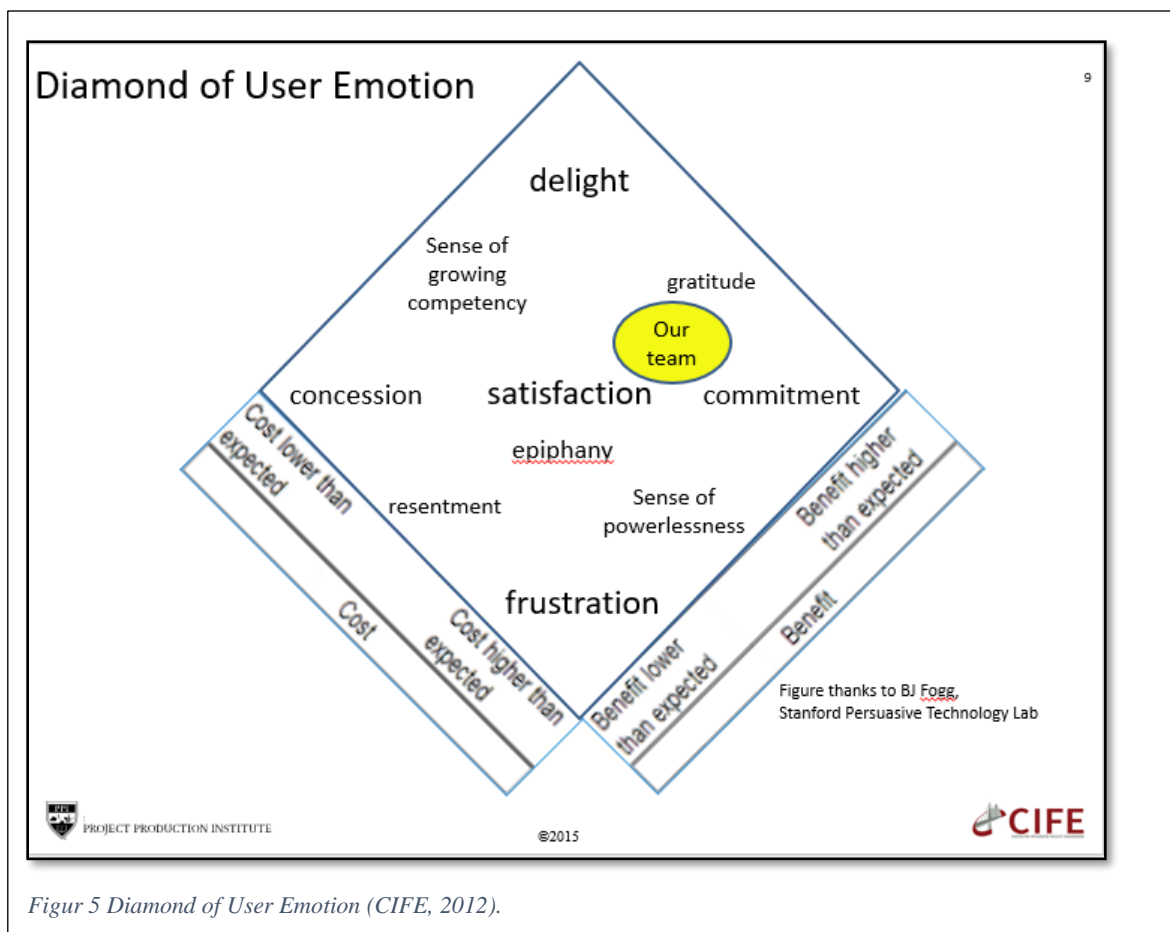 Diamond of User Emotion
9
delight
Sense of
growing
competency
gratitude
Our
team
concession
satisfaction
commitment
epiphany
resentment
Sense of
powerlessness
frustration
Cost lower than
expected
Cost
Cost higher than
expected
Benefit lower
than expected
Benefit
Benefit higher
than expected
Figure thanks to BJ Fogg,
Stanford Persuasive Technology Lab
PPI
PROJECT PRODUCTION INSTITUTE
©2015
CIFE
Figur 5 Diamond of User Emotion (CIFE, 2012).